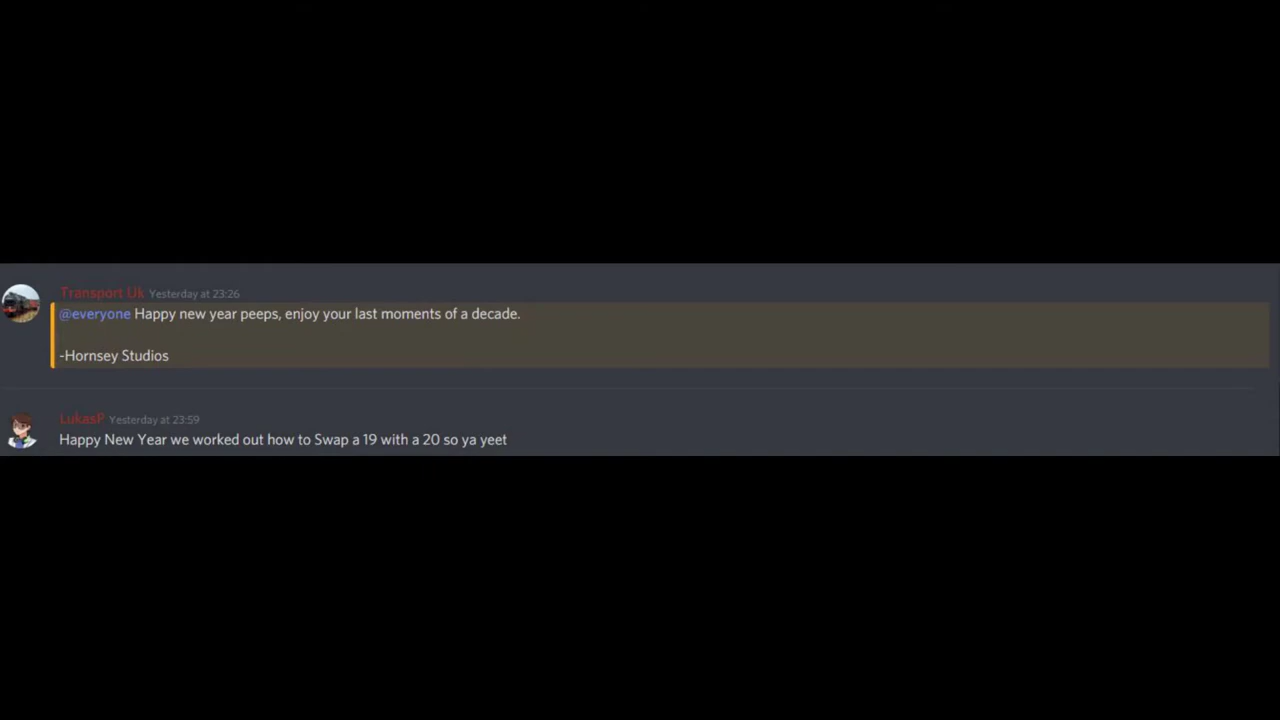 Transport Uk Yesterday at 23:26
@everyone Happy new year peeps, enjoy your last moments of a decade.
-Hornsey Studios
LukasP Yesterday at 23:59
Happy New Year we worked out how to Swap a 19 with a 20 so ya yeet